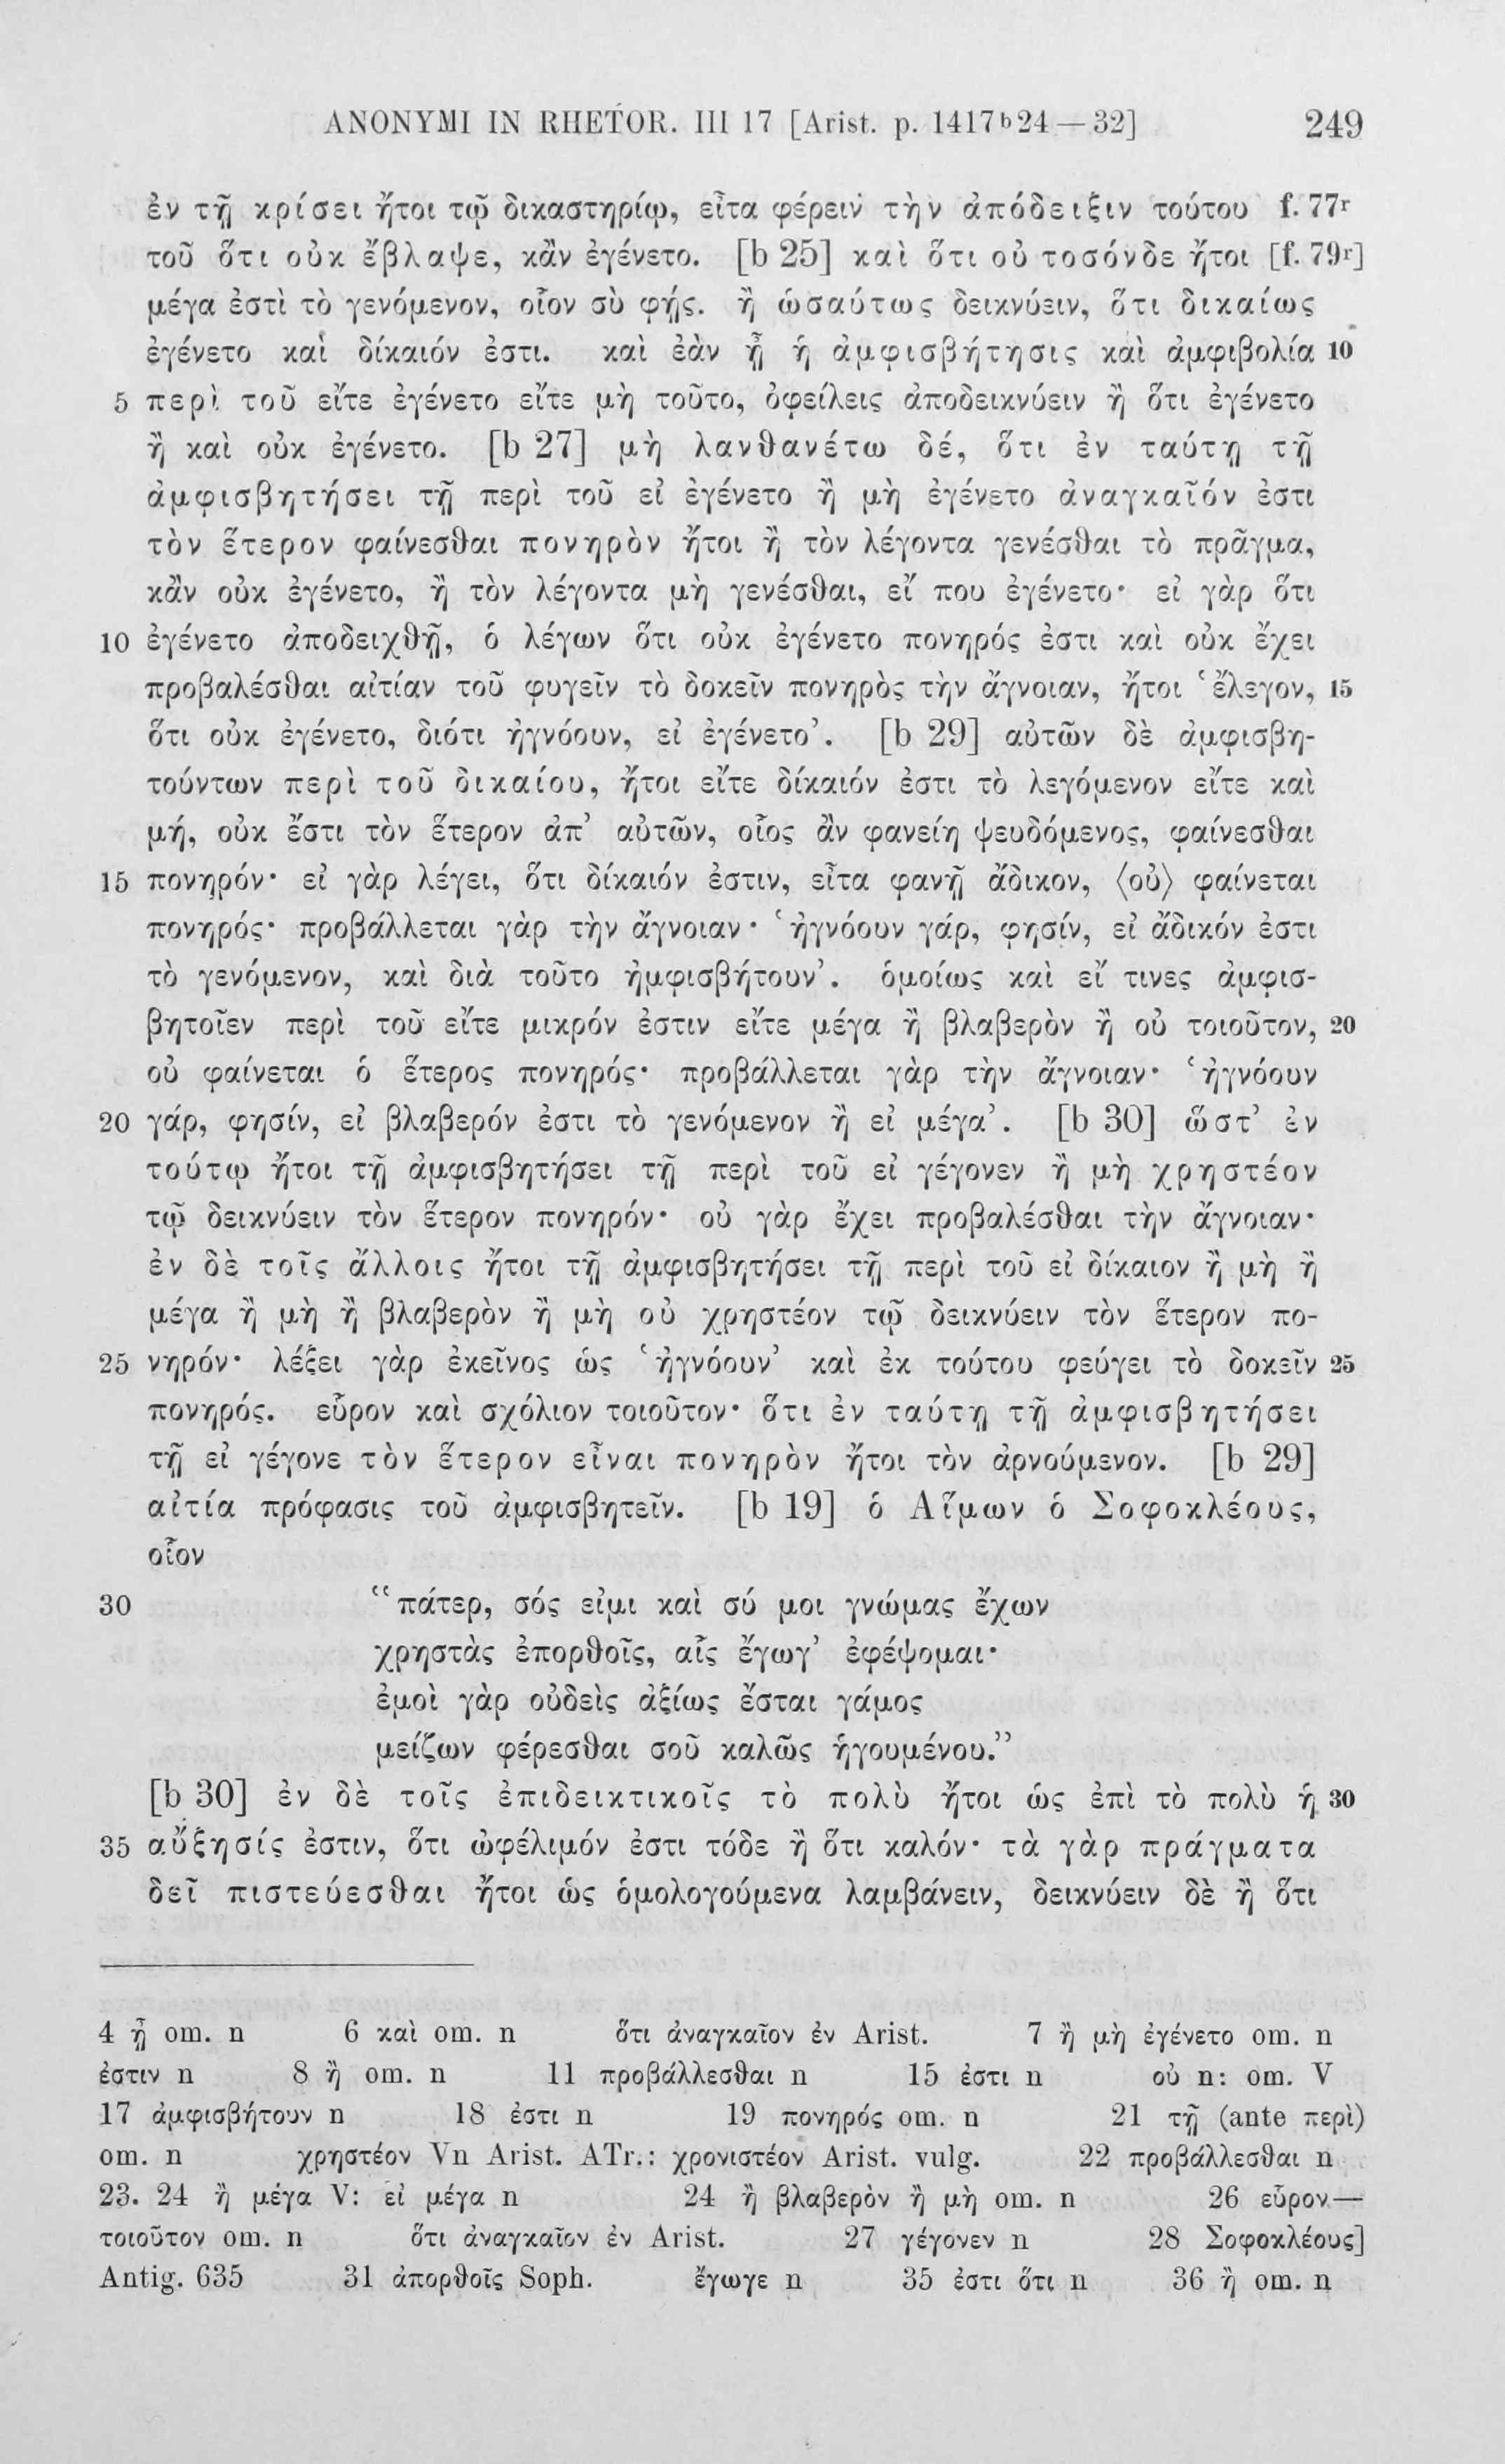 ANONYMI IN RHETOR. III 17 [Arist. p. 1417ᵇ24—32] 249
ἐν τῇ κρίσει ἤτοι τῷ δικαστηρίῳ, εἶτα φέρειν τὴν ἀπόδειξιν τούτου f. 77ʳ
τοῦ ὅτι οὐκ ἔβλαψε, κἂν ἐγένετο. [b 25] καὶ ὅτι οὐ τοσόνδε ἤτοι [f. 79ʳ]
μέγα ἐστὶ τὸ γενόμενον, οἷον σὺ φῄς. ἢ ὡσαύτως δεικνύειν, ὅτι δικαίως
ἐγένετο καὶ δίκαιόν ἐστι. καὶ ἐὰν ᾖ ἡ ἀμφισβήτησις καὶ ἀμφιβολία 10
5 περὶ τοῦ εἴτε ἐγένετο εἴτε μὴ τοῦτο, ὀφείλεις ἀποδεικνύειν ἢ ὅτι ἐγένετο
ἢ καὶ οὐκ ἐγένετο. [b 27] μὴ λανθανέτω δέ, ὅτι ἐν ταύτῃ τῇ
ἀμφισβητήσει τῇ περὶ τοῦ εἰ ἐγένετο ἢ μὴ ἐγένετο ἀναγκαῖόν ἐστι
τὸν ἕτερον φαίνεσθαι πονηρὸν ἤτοι ἢ τὸν λέγοντα γενέσθαι τὸ πρᾶγμα,
κἂν οὐκ ἐγένετο, ἢ τὸν λέγοντα μὴ γενέσθαι, εἴ που ἐγένετο· εἰ γὰρ ὅτι
10 ἐγένετο ἀποδειχθῇ, ὁ λέγων ὅτι οὐκ ἐγένετο πονηρός ἐστι καὶ οὐκ ἔχει
προβαλέσθαι αἰτίαν τοῦ φυγεῖν τὸ δοκεῖν πονηρὸς τὴν ἄγνοιαν, ἤτοι ‘ἔλεγον, 15
ὅτι οὐκ ἐγένετο, διότι ἠγνόουν, εἰ ἐγένετο’. [b 29] αὐτῶν δὲ ἀμφισβη-
τούντων περὶ τοῦ δικαίου, ἤτοι εἴτε δίκαιόν ἐστι τὸ λεγόμενον εἴτε καὶ
μή, οὐκ ἔστι τὸν ἕτερον ἀπ’ αὐτῶν, οἷος ἂν φανείη ψευδόμενος, φαίνεσθαι
15 πονηρόν· εἰ γὰρ λέγει, ὅτι δίκαιόν ἐστιν, εἶτα φανῇ ἄδικον, ⟨οὐ⟩ φαίνεται
πονηρός· προβάλλεται γὰρ τὴν ἄγνοιαν· ‘ἠγνόουν γάρ, φησίν, εἰ ἄδικόν ἐστι
τὸ γενόμενον, καὶ διὰ τοῦτο ἠμφισβήτουν’. ὁμοίως καὶ εἴ τινες ἀμφισ-
βητοῖεν περὶ τοῦ εἴτε μικρόν ἐστιν εἴτε μέγα ἢ βλαβερὸν ἢ οὐ τοιοῦτον, 20
οὐ φαίνεται ὁ ἕτερος πονηρός· προβάλλεται γὰρ τὴν ἄγνοιαν· ‘ἠγνόουν
20 γάρ, φησίν, εἰ βλαβερόν ἐστι τὸ γενόμενον ἢ εἰ μέγα’. [b 30] ὥστ’ ἐν
τούτῳ ἤτοι τῇ ἀμφισβητήσει τῇ περὶ τοῦ εἰ γέγονεν ἢ μὴ χρηστέον
τῷ δεικνύειν τὸν ἕτερον πονηρόν· οὐ γὰρ ἔχει προβαλέσθαι τὴν ἄγνοιαν·
ἐν δὲ τοῖς ἄλλοις ἤτοι τῇ ἀμφισβητήσει τῇ περὶ τοῦ εἰ δίκαιον ἢ μὴ ἢ
μέγα ἢ μὴ ἢ βλαβερὸν ἢ μὴ οὐ χρηστέον τῷ δεικνύειν τὸν ἕτερον πο-
25 νηρόν· λέξει γὰρ ἐκεῖνος ὡς ‘ἠγνόουν’ καὶ ἐκ τούτου φεύγει τὸ δοκεῖν 25
πονηρός. εὗρον καὶ σχόλιον τοιοῦτον· ὅτι ἐν ταύτῃ τῇ ἀμφισβητήσει
τῇ εἰ γέγονε τὸν ἕτερον εἶναι πονηρὸν ἤτοι τὸν ἀρνούμενον. [b 29]
αἰτία πρόφασις τοῦ ἀμφισβητεῖν. [b 19] ὁ Αἵμων ὁ Σοφοκλέους,
οἷον
30 “πάτερ, σός εἰμι καὶ σύ μοι γνώμας ἔχων
χρηστὰς ἐπορθοῖς, αἷς ἔγωγ’ ἐφέψομαι·
ἐμοὶ γὰρ οὐδεὶς ἀξίως ἔσται γάμος
μείζων φέρεσθαι σοῦ καλῶς ἡγουμένου.”
[b 30] ἐν δὲ τοῖς ἐπιδεικτικοῖς τὸ πολὺ ἤτοι ὡς ἐπὶ τὸ πολὺ ἡ 30
35 αὔξησίς ἐστιν, ὅτι ὠφέλιμόν ἐστι τόδε ἢ ὅτι καλόν· τὰ γὰρ πράγματα
δεῖ πιστεύεσθαι ἤτοι ὡς ὁμολογούμενα λαμβάνειν, δεικνύειν δὲ ἢ ὅτι
4 ᾖ om. n 6 καὶ om. n ὅτι ἀναγκαῖον ἐν Arist. 7 ἢ μὴ ἐγένετο om. n
ἐστιν n 8 ἢ om. n 11 προβάλλεσθαι n 15 ἐστι n οὐ n: om. V
17 ἀμφισβήτουν n 18 ἐστι n 19 πονηρός om. n 21 τῇ (ante περὶ)
om. n χρηστέον Vn Arist. ATr.: χρονιστέον Arist. vulg. 22 προβάλλεσθαι n
23. 24 ἢ μέγα V: εἰ μέγα n 24 ἢ βλαβερὸν ἢ μὴ om. n 26 εὗρον—
τοιοῦτον om. n ὅτι ἀναγκαῖον ἐν Arist. 27 γέγονεν n 28 Σοφοκλέους]
Antig. 635 31 ἀπορθοῖς Soph. ἔγωγε n 35 ἐστι ὅτι n 36 ἢ om. n